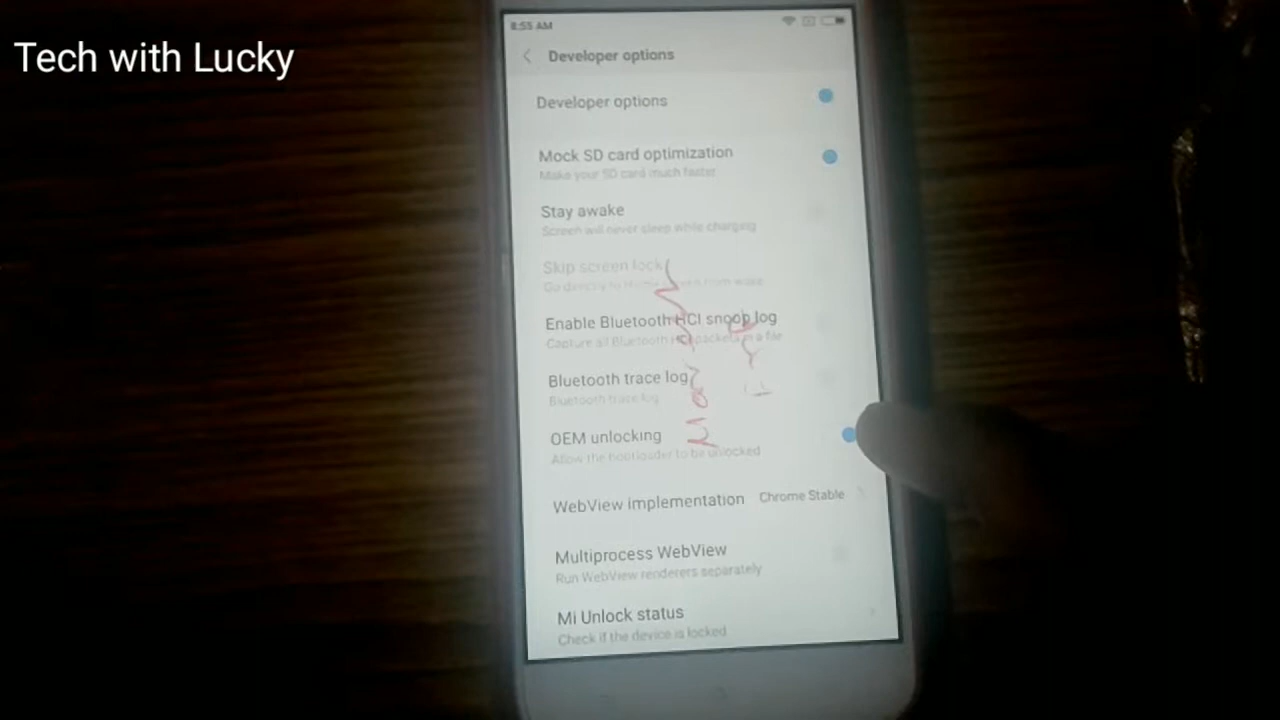 Tech with Lucky
8:55 AM
Developer options
Developer options
Mock SD card optimization
Make your SD card much faster
Stay awake
Screen will never sleep while charging
Skip screen lock
Enable Bluetooth HCI snoop log
Capture all Bluetooth HCI packets in a file
Bluetooth trace log
Bluetooth trace log
OEM unlocking
Allow the bootloader to be unlocked
WebView implementation Chrome Stable
Multiprocess WebView
Run WebView renderers separately
Mi Unlock status
Check if the device is locked